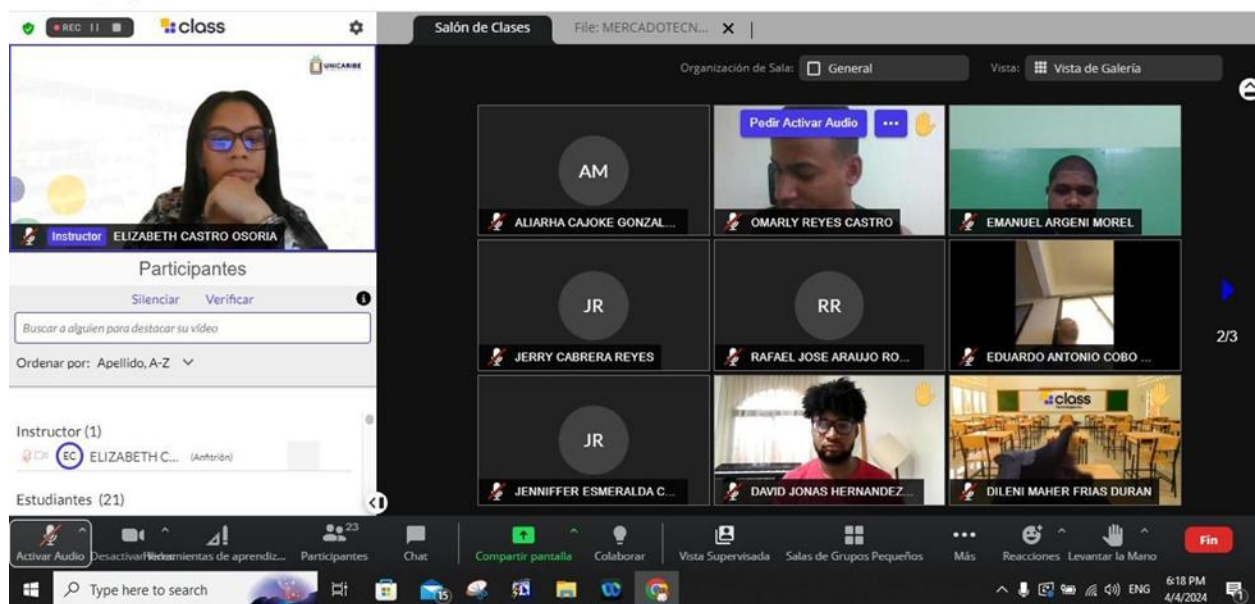 REC
class
Salón de Clases
File: MERCADOTECN...
UNICARIBE
Organización de Sala:
General
Vista:
Vista de Galería
Instructor
ELIZABETH CASTRO OSORIA
Participantes
Silenciar
Verificar
Buscar a alguien para destacar su vídeo
Ordenar por: Apellido, A-Z
Instructor (1)
EC
ELIZABETH C...
(Anfitrión)
Estudiantes (21)
AM
ALIARHA CAJOKE GONZAL...
Pedir Activar Audio
OMARLY REYES CASTRO
EMANUEL ARGENI MOREL
JR
JERRY CABRERA REYES
RR
RAFAEL JOSE ARAUJO RO...
EDUARDO ANTONIO COBO ...
2/3
JR
JENNIFFER ESMERALDA C...
DAVID JONAS HERNANDEZ...
class
DILENI MAHER FRIAS DURAN
Activar Audio
Desactivar
de aprendiz...
23
Participantes
Chat
Compartir pantalla
Colaborar
Vista Supervisada
Salas de Grupos Pequeños
Más
Reacciones
Levantar la Mano
Fin
Type here to search
15
ENG
6:18 PM
4/4/2024
1